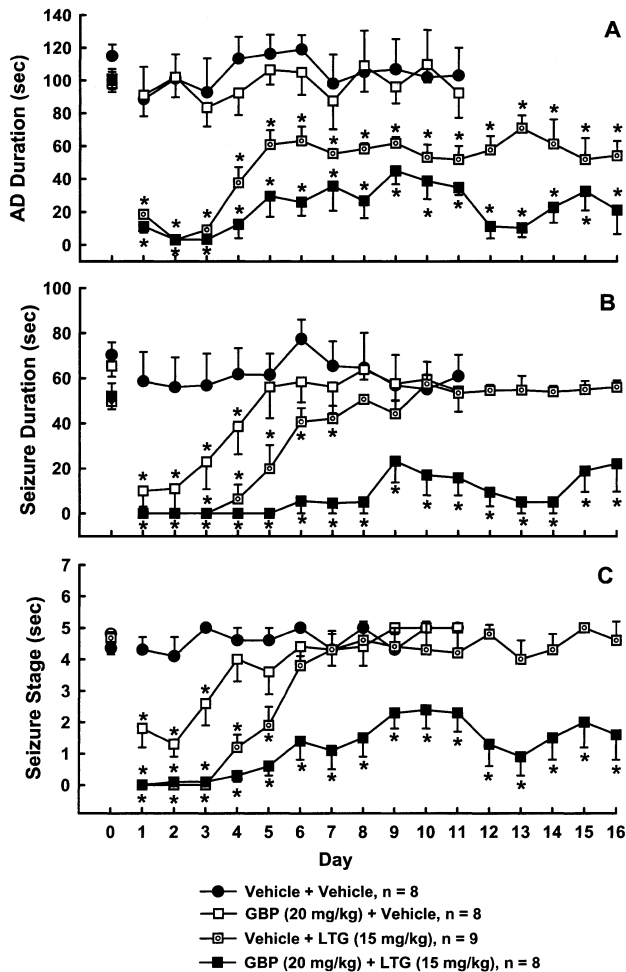 A
AD Duration (sec)
140
120
100
80
60
40
20
0
B
Seizure Duration (sec)
100
80
60
40
20
0
C
Seizure Stage (sec)
7
6
5
4
3
2
1
0
0 1 2 3 4 5 6 7 8 9 10 11 12 13 14 15 16
Day
Vehicle + Vehicle, n = 8
GBP (20 mg/kg) + Vehicle, n = 8
Vehicle + LTG (15 mg/kg), n = 9
GBP (20 mg/kg) + LTG (15 mg/kg), n = 8